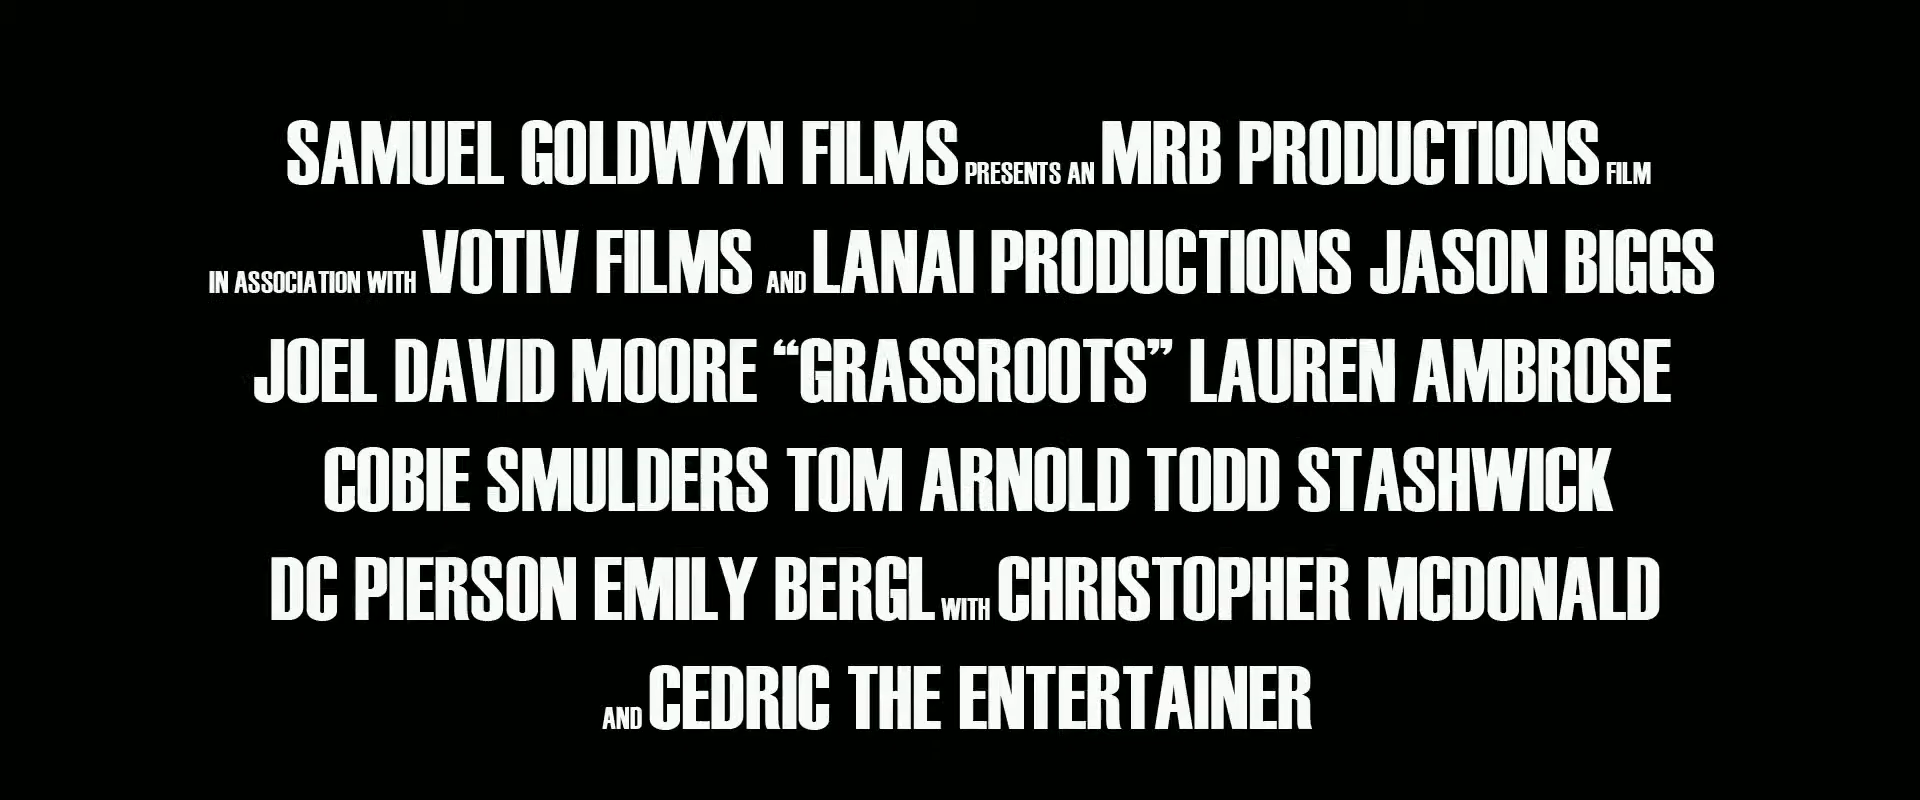 SAMUEL GOLDWYN FILMS PRESENTS AN MRB PRODUCTIONS FILM
IN ASSOCIATION WITH VOTIV FILMS AND LANAI PRODUCTIONS JASON BIGGS
JOEL DAVID MOORE “GRASSROOTS” LAUREN AMBROSE
COBIE SMULDERS TOM ARNOLD TODD STASHWICK
DC PIERSON EMILY BERGL WITH CHRISTOPHER MCDONALD
AND CEDRIC THE ENTERTAINER